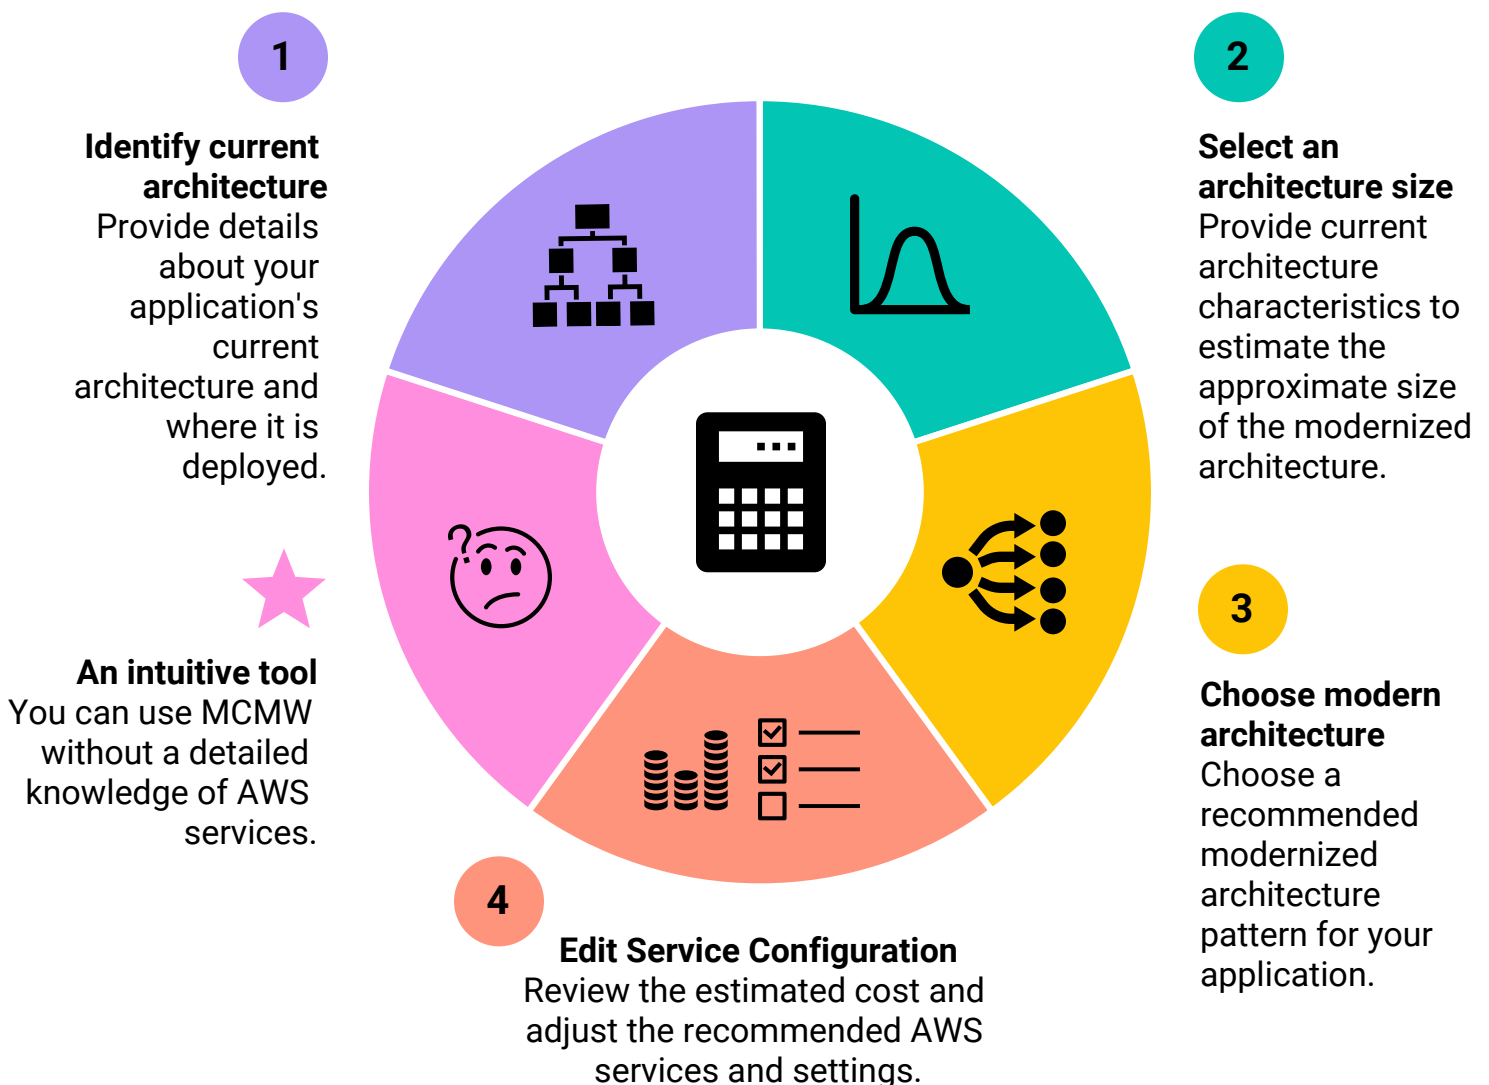 1
Identify current
architecture
Provide details
about your
application's
current
architecture and
where it is
deployed.
2
Select an
architecture size
Provide current
architecture
characteristics to
estimate the
approximate size
of the modernized
architecture.
3
Choose modern
architecture
Choose a
recommended
modernized
architecture
pattern for your
application.
4
Edit Service Configuration
Review the estimated cost and
adjust the recommended AWS
services and settings.
An intuitive tool
You can use MCMW
without a detailed
knowledge of AWS
services.
?